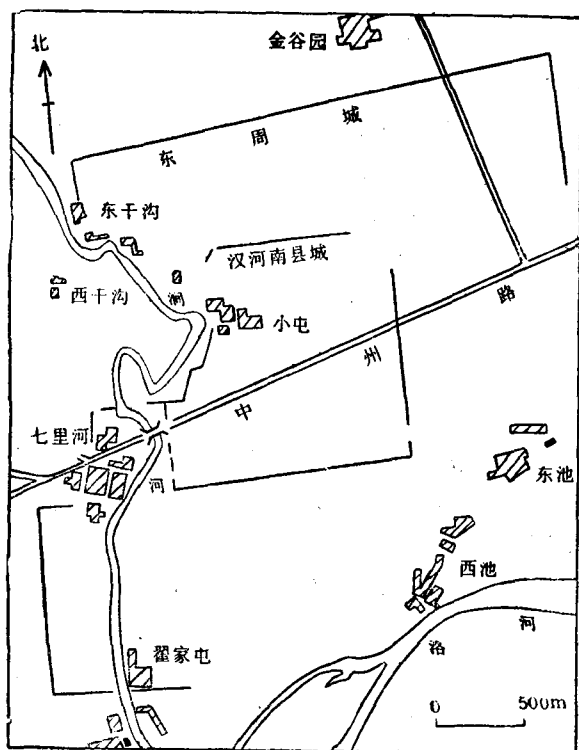 金谷园
北
东周城
东干沟
汉河南县城
西干沟
涧
小屯
路
州
中
七里河
河
东池
西池
河
洛
翟家屯
0 500m